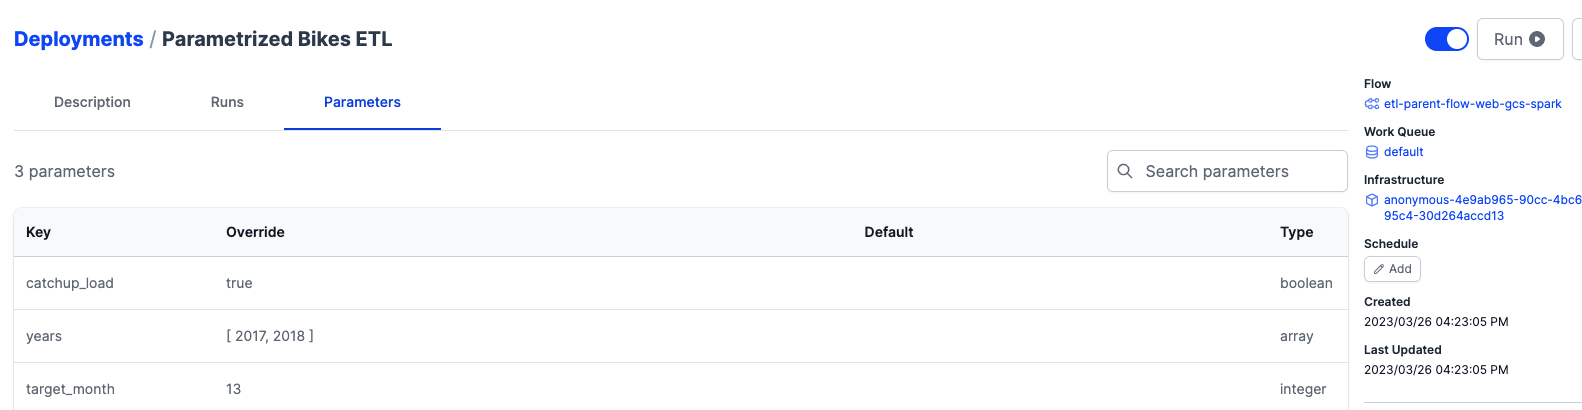 Deployments / Parametrized Bikes ETL
Run
Description Runs Parameters
3 parameters
Search parameters
Key Override Default Type
catchup_load true boolean
years [ 2017, 2018 ] array
target_month 13 integer
Flow
etl-parent-flow-web-gcs-spark
Work Queue
default
Infrastructure
anonymous-4e9ab965-90cc-4bc6
95c4-30d264accd13
Schedule
Add
Created
2023/03/26 04:23:05 PM
Last Updated
2023/03/26 04:23:05 PM